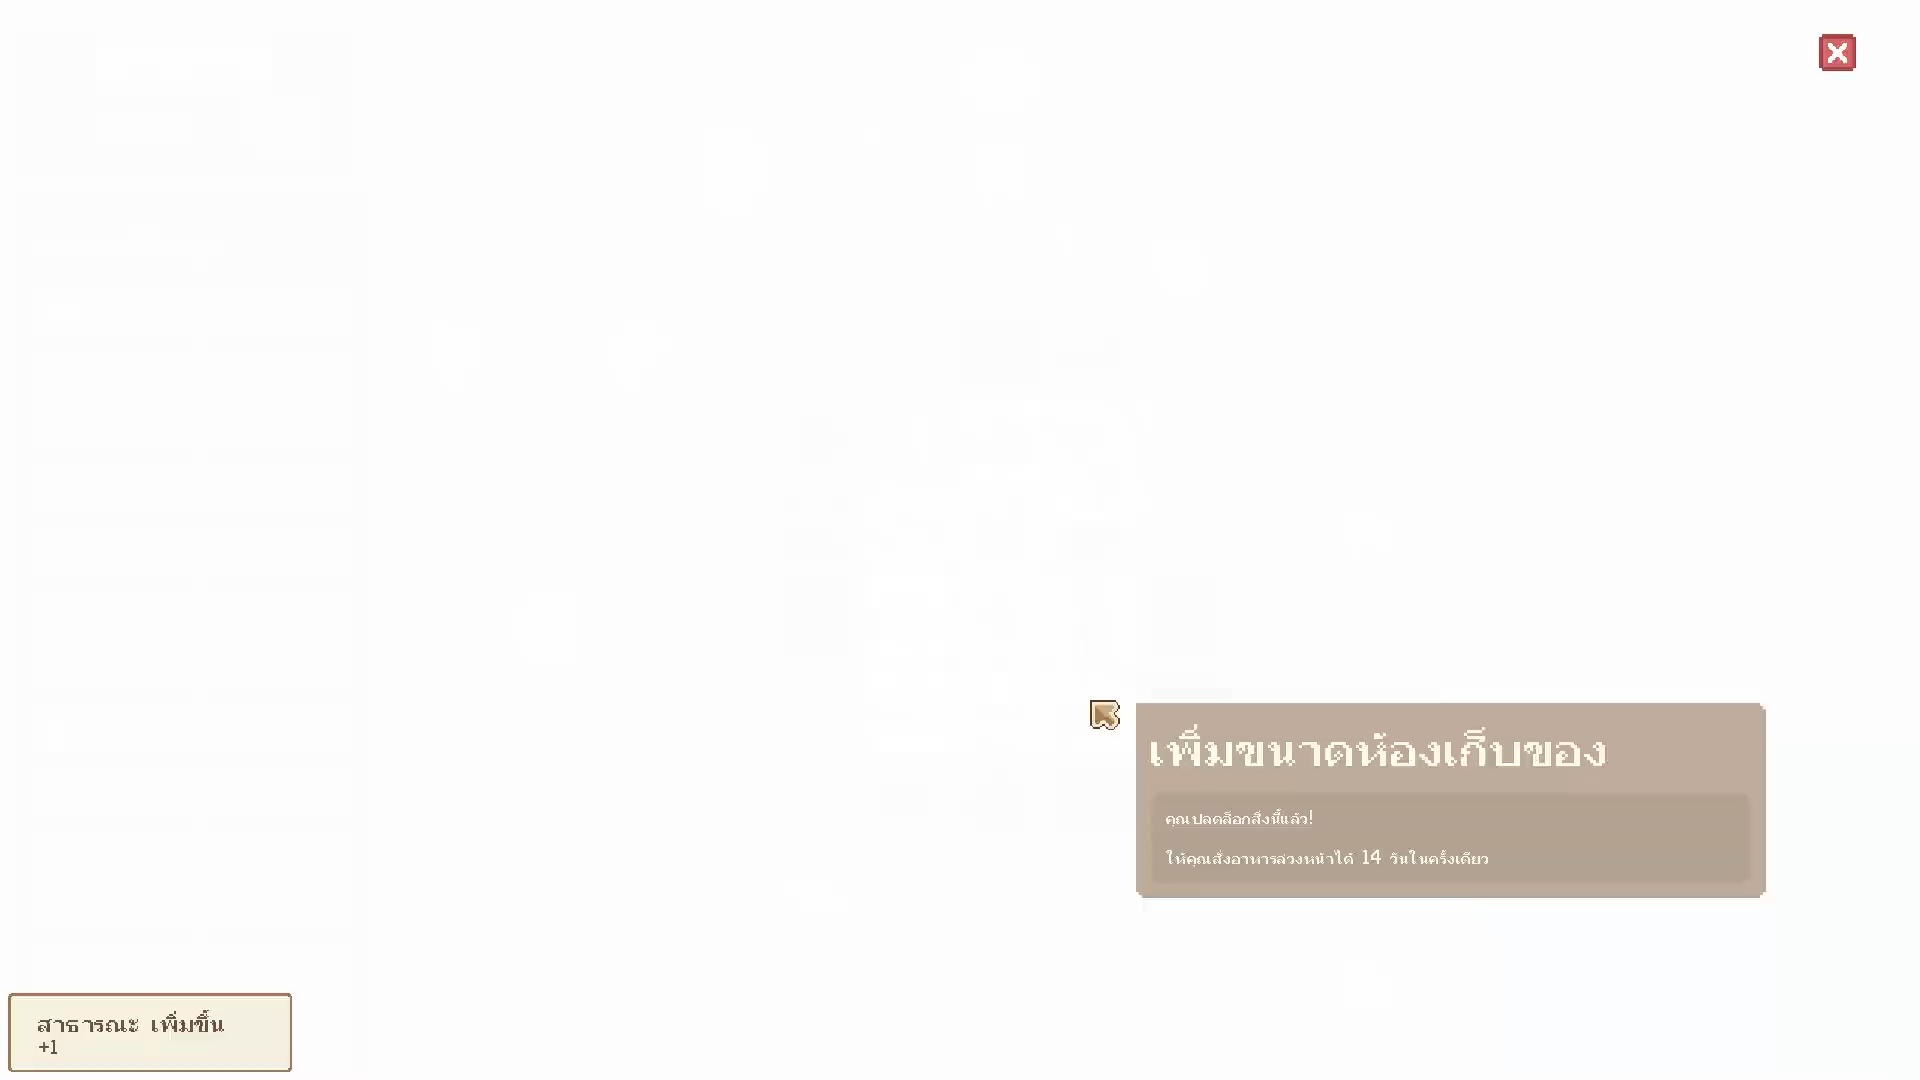 เพิ่มขนาดห้องเก็บของ
คุณปลดล็อกสิ่งนี้แล้ว!
ให้คุณสั่งอาหารล่วงหน้าได้ 14 วันในครั้งเดียว
สาธารณะ เพิ่มขึ้น
+1